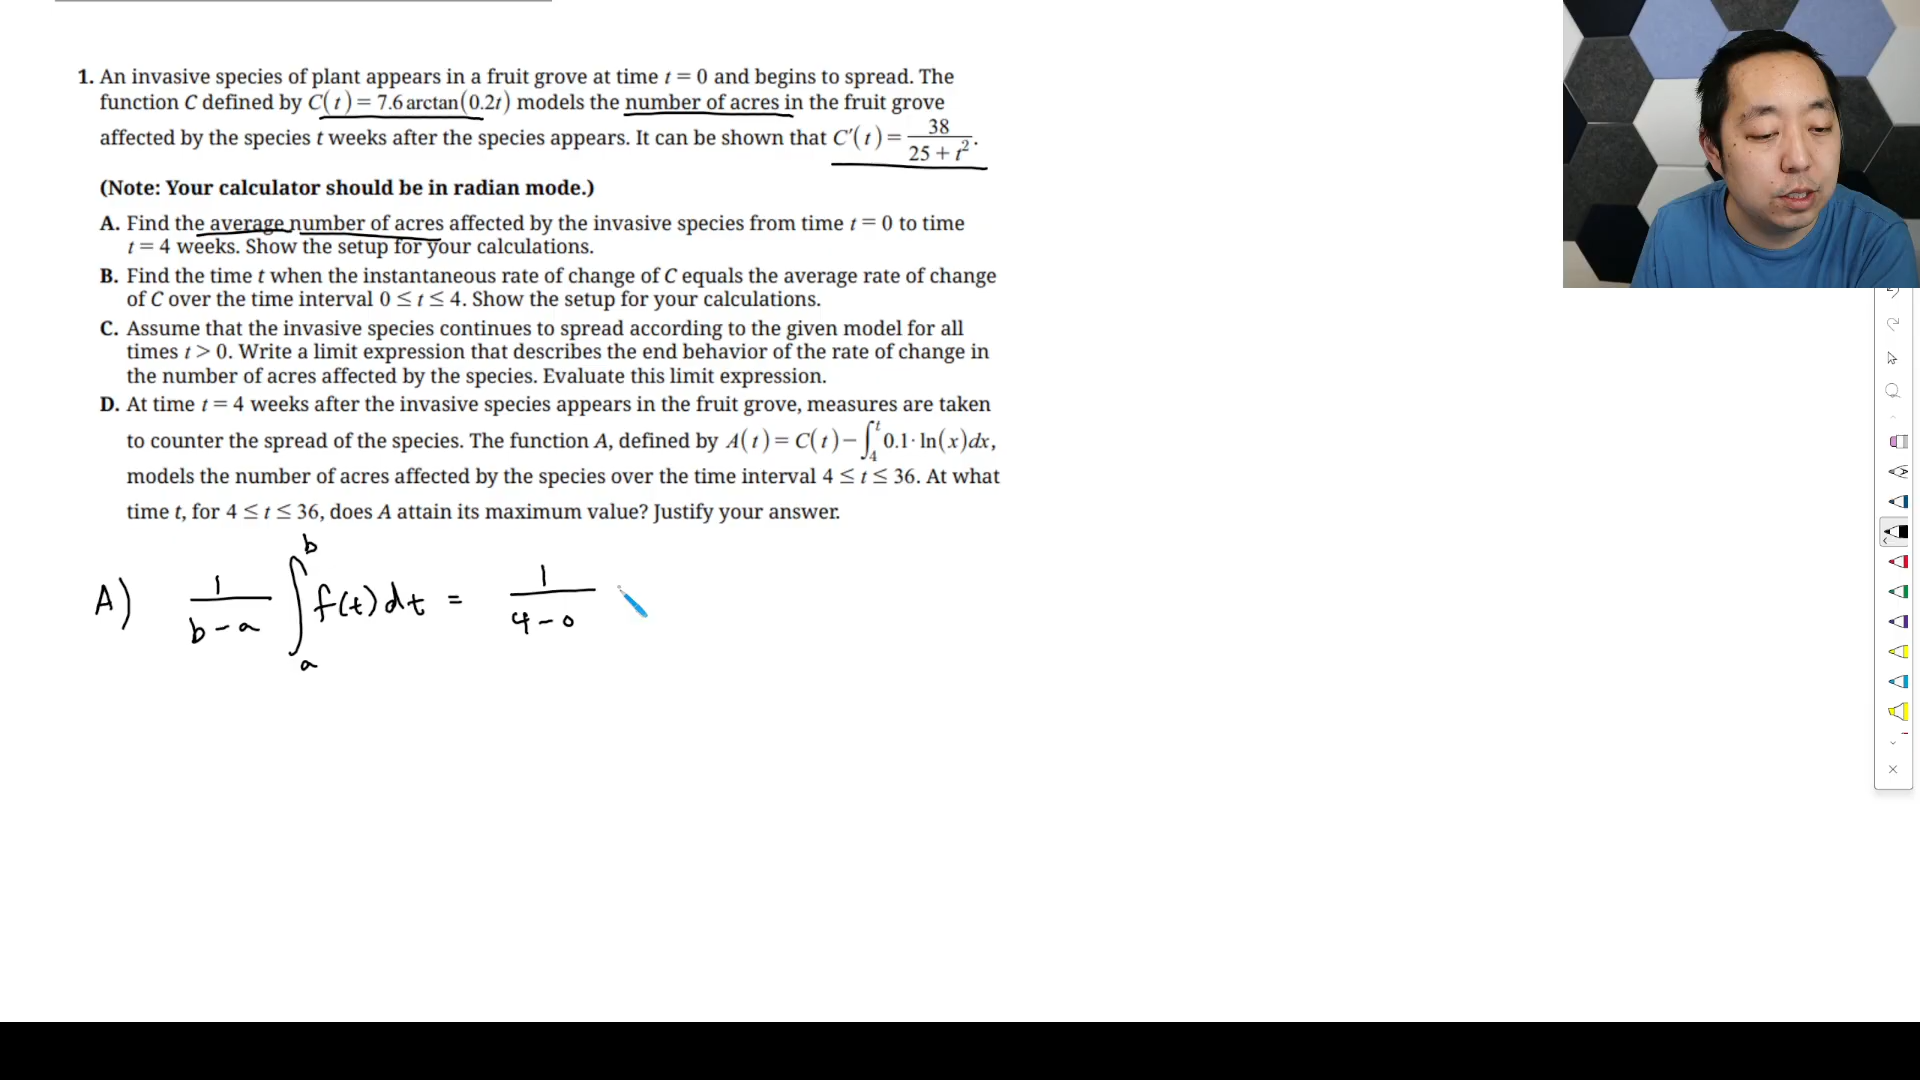 1. An invasive species of plant appears in a fruit grove at time t = 0 and begins to spread. The
function C defined by C(t) = 7.6 arctan(0.2t) models the number of acres in the fruit grove
affected by the species t weeks after the species appears. It can be shown that C′(t) = 38/(25 + t²).
(Note: Your calculator should be in radian mode.)
A. Find the average number of acres affected by the invasive species from time t = 0 to time
t = 4 weeks. Show the setup for your calculations.
B. Find the time t when the instantaneous rate of change of C equals the average rate of change
of C over the time interval 0 ≤ t ≤ 4. Show the setup for your calculations.
C. Assume that the invasive species continues to spread according to the given model for all
times t > 0. Write a limit expression that describes the end behavior of the rate of change in
the number of acres affected by the species. Evaluate this limit expression.
D. At time t = 4 weeks after the invasive species appears in the fruit grove, measures are taken
to counter the spread of the species. The function A, defined by A(t) = C(t) − ∫₄ᵗ 0.1 · ln(x) dx,
models the number of acres affected by the species over the time interval 4 ≤ t ≤ 36. At what
time t, for 4 ≤ t ≤ 36, does A attain its maximum value? Justify your answer.
A) 1/(b-a) ∫ₐᵇ f(t) dt = 1/(4-0)